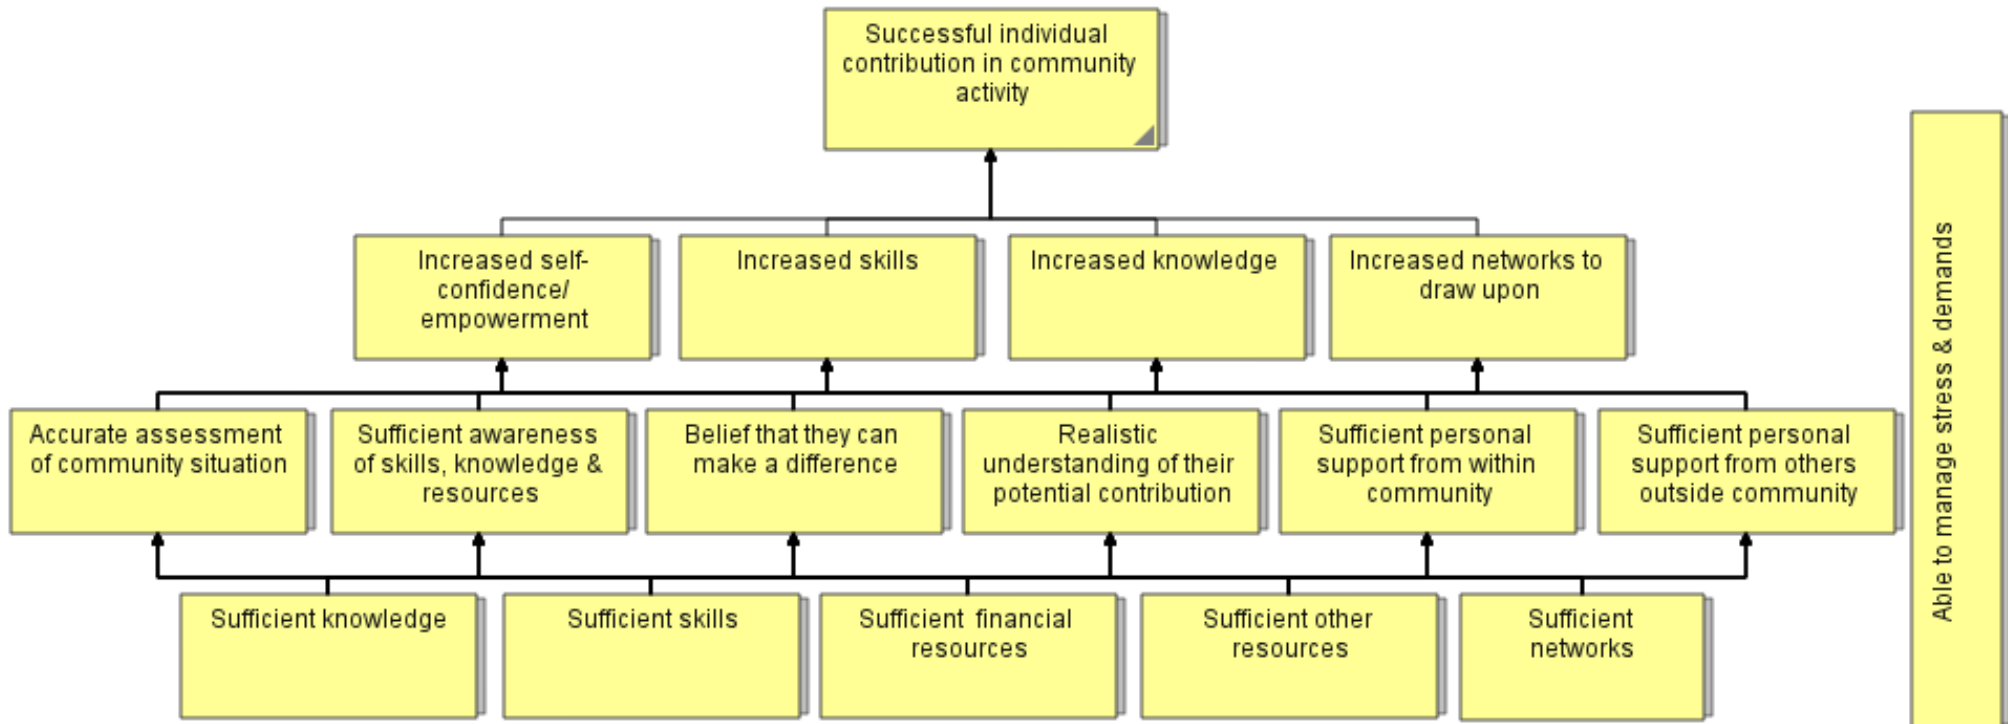 Successful individual
contribution in community
activity
Increased self-
confidence/
empowerment
Increased skills
Increased knowledge
Increased networks to
draw upon
Accurate assessment
of community situation
Sufficient awareness
of skills, knowledge &
resources
Belief that they can
make a difference
Realistic
understanding of their
potential contribution
Sufficient personal
support from within
community
Sufficient personal
support from others
outside community
Sufficient knowledge
Sufficient skills
Sufficient financial
resources
Sufficient other
resources
Sufficient
networks
Able to manage stress & demands